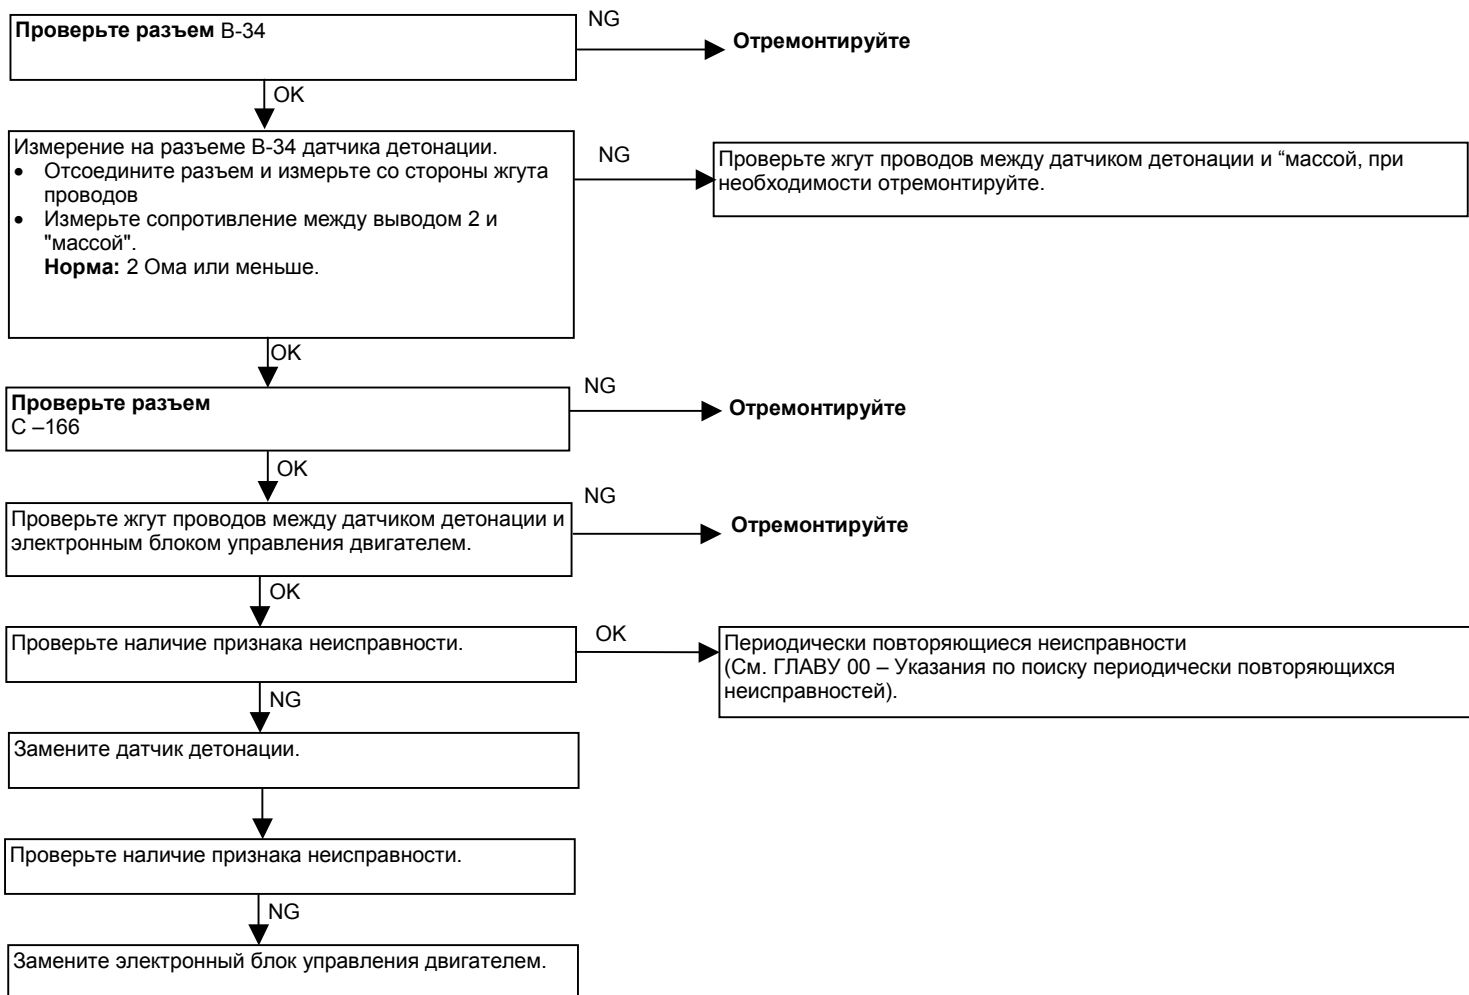 Проверьте разъем В-34
NG
Отремонтируйте
OK
Измерение на разъеме В-34 датчика детонации.
• Отсоедините разъем и измерьте со стороны жгута
проводов
• Измерьте сопротивление между выводом 2 и
"массой".
Норма: 2 Ома или меньше.
NG
Проверьте жгут проводов между датчиком детонации и “массой, при
необходимости отремонтируйте.
OK
Проверьте разъем
С –166
NG
Отремонтируйте
OK
Проверьте жгут проводов между датчиком детонации и
электронным блоком управления двигателем.
NG
Отремонтируйте
OK
Проверьте наличие признака неисправности.
OK
Периодически повторяющиеся неисправности
(См. ГЛАВУ 00 – Указания по поиску периодически повторяющихся
неисправностей).
NG
Замените датчик детонации.
Проверьте наличие признака неисправности.
NG
Замените электронный блок управления двигателем.